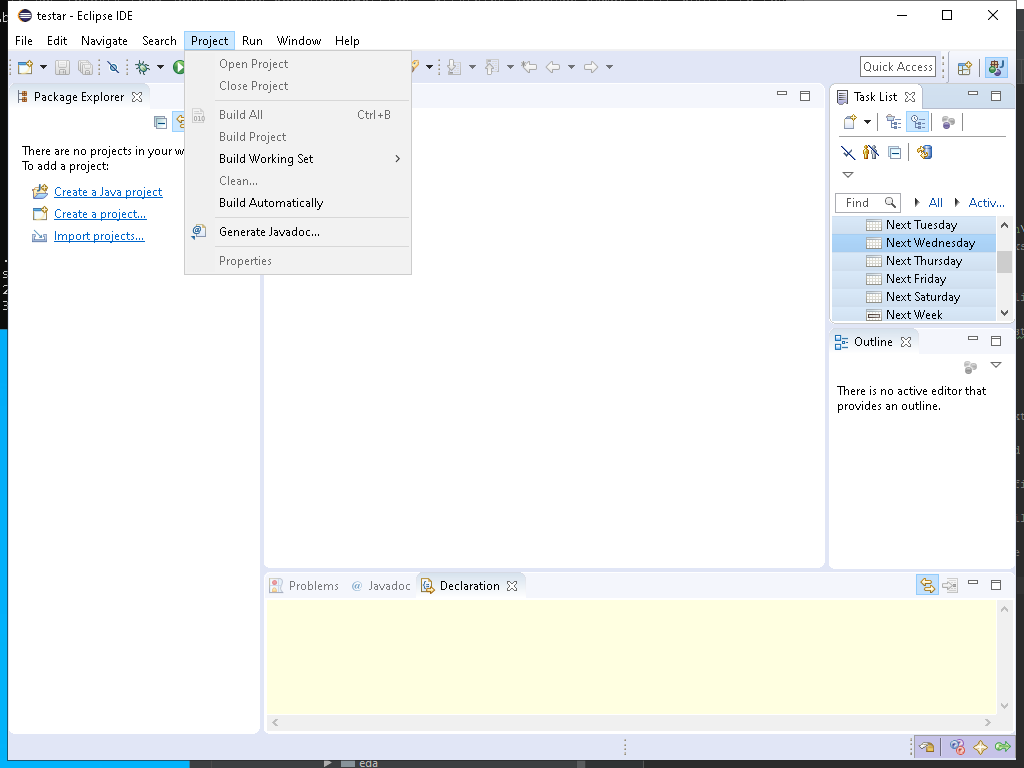 testar - Eclipse IDE
File Edit Navigate Search Project Run Window Help
Quick Access
Open Project
Close Project
Build All Ctrl+B
Build Project
Build Working Set
Clean...
Build Automatically
Generate Javadoc...
Properties
Package Explorer
There are no projects in your w
To add a project:
Create a Java project
Create a project...
Import projects...
Task List
Find All Activ...
Next Tuesday
Next Wednesday
Next Thursday
Next Friday
Next Saturday
Next Week
Outline
There is no active editor that
provides an outline.
Problems Javadoc Declaration
eda